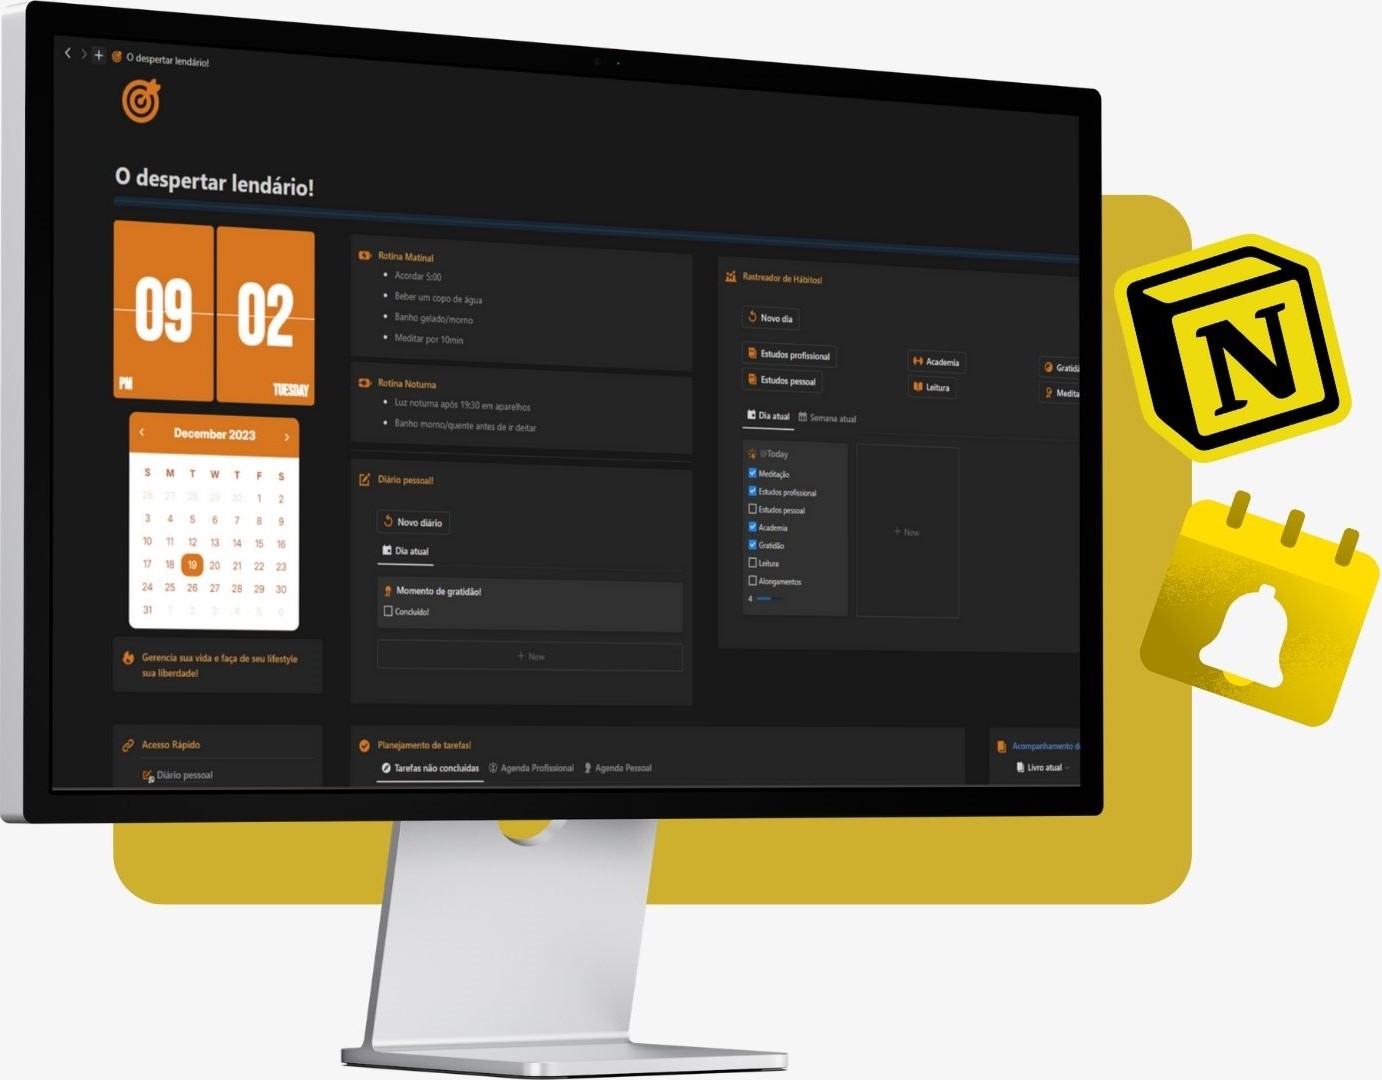 O despertar lendário!
O despertar lendário!
09
PM
02
TUESDAY
December 2023
S M T W T F S
26 27 28 29 30 1 2
3 4 5 6 7 8 9
10 11 12 13 14 15 16
17 18 19 20 21 22 23
24 25 26 27 28 29 30
31 1 2 3 4 5 6
Gerencia sua vida e faça de seu lifestyle
sua liberdade!
Acesso Rápido
Diário pessoal
Rotina Matinal
Acordar 5:00
Beber um copo de água
Banho gelado/morno
Meditar por 10min
Rotina Noturna
Luz noturna após 19:30 em aparelhos
Banho morno/quente antes de ir deitar
Diário pessoal!
Novo diário
Dia atual
Momento de gratidão!
Concluído!
+ New
Planejamento de tarefas!
Tarefas não concluidas Agenda Profissional Agenda Pessoal
Rastreador de Hábitos!
Novo dia
Estudos profissional Academia Gratidã
Estudos pessoal Leitura Medita
Dia atual Semana atual
@Today
Meditação
Estudos profissional
Estudos pessoal
Academia
Gratidão
Leitura
Alongamentos
4
+ New
Acompanhamento d
Livro atual
N